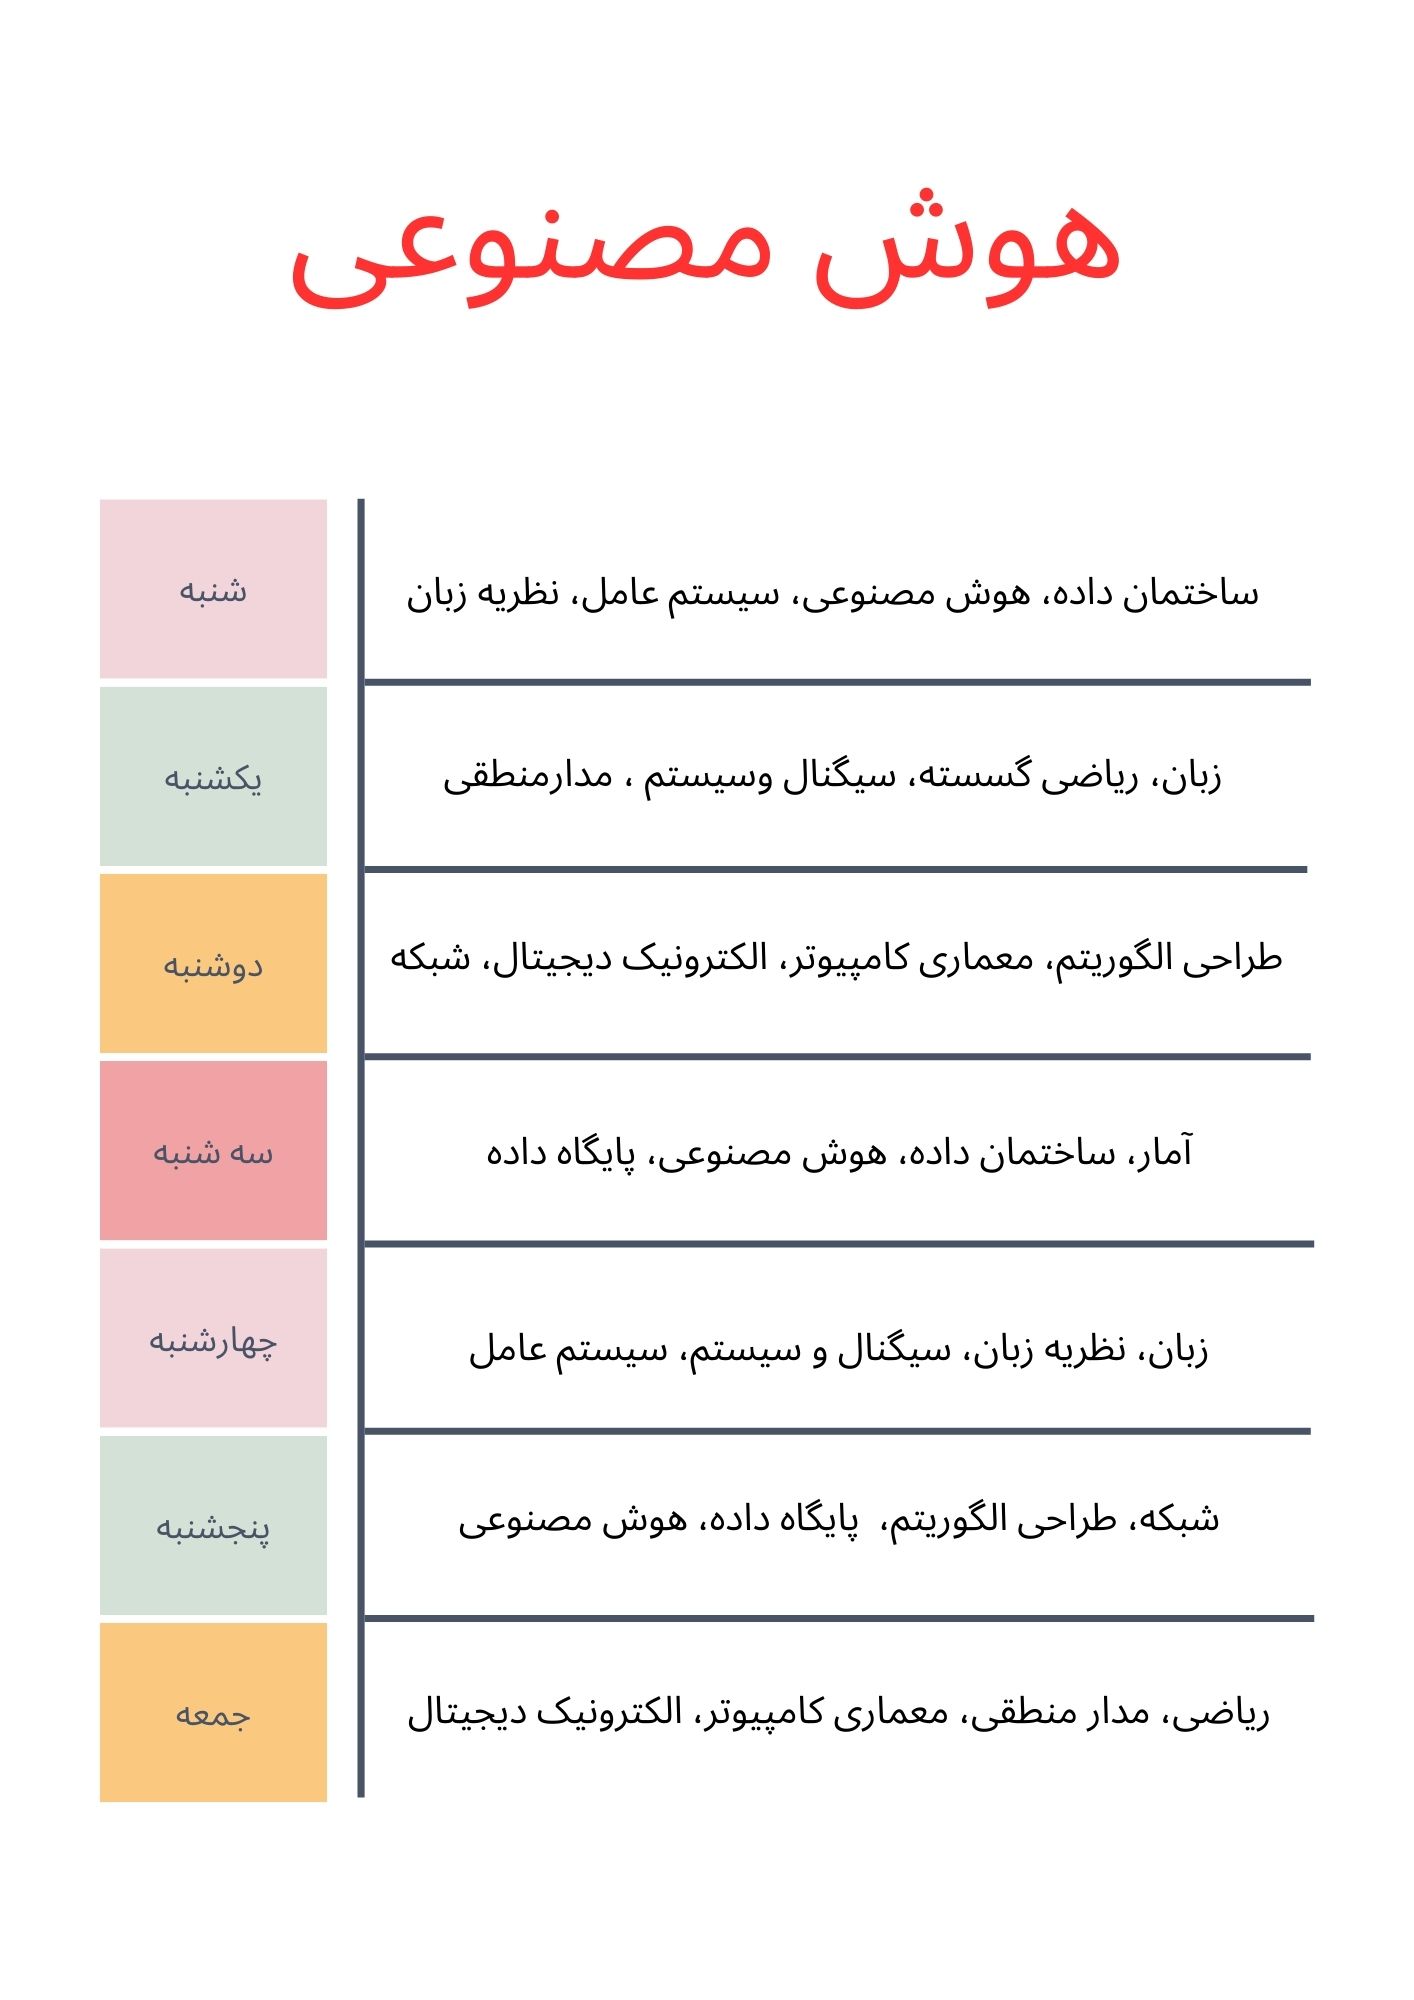 هوش مصنوعی
شنبه
ساختمان داده، هوش مصنوعی، سیستم عامل، نظریه زبان
یکشنبه
زبان، ریاضی گسسته، سیگنال وسیستم ، مدارمنطقی
دوشنبه
طراحی الگوریتم، معماری کامپیوتر، الکترونیک دیجیتال، شبکه
سه شنبه
آمار، ساختمان داده، هوش مصنوعی، پایگاه داده
چهارشنبه
زبان، نظریه زبان، سیگنال و سیستم، سیستم عامل
پنجشنبه
شبکه، طراحی الگوریتم،  پایگاه داده، هوش مصنوعی
جمعه
ریاضی، مدار منطقی، معماری کامپیوتر، الکترونیک دیجیتال